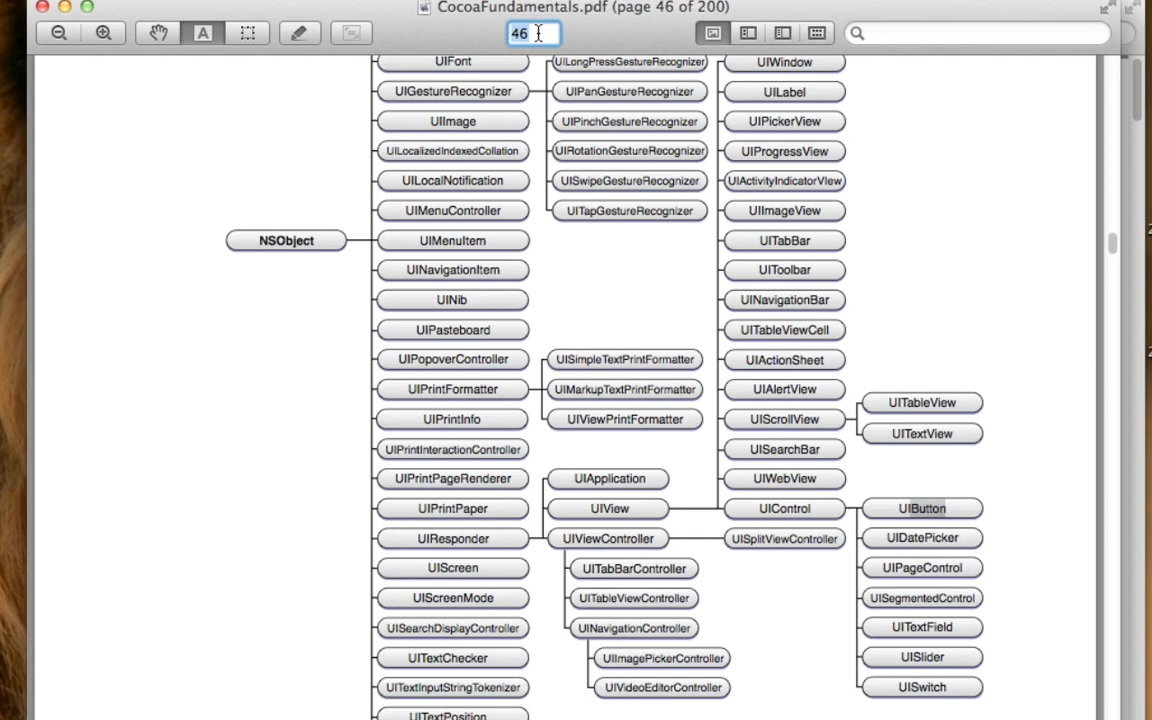 CocoaFundamentals.pdf (page 46 of 200)
46
A
UIFont
UIGestureRecognizer
UIImage
UILocalizedIndexedCollation
UILocalNotification
UIMenuController
NSObject
UIMenuItem
UINavigationItem
UINib
UIPasteboard
UIPopoverController
UIPrintFormatter
UIPrintInfo
UIPrintInteractionController
UIPrintPageRenderer
UIPrintPaper
UIResponder
UIScreen
UIScreenMode
UISearchDisplayController
UITextChecker
UITextInputStringTokenizer
UITextPosition
UILongPressGestureRecognizer
UIPanGestureRecognizer
UIPinchGestureRecognizer
UIRotationGestureRecognizer
UISwipeGestureRecognizer
UITapGestureRecognizer
UISimpleTextPrintFormatter
UIMarkupTextPrintFormatter
UIViewPrintFormatter
UIApplication
UIView
UIViewController
UITabBarController
UITableViewController
UINavigationController
UIImagePickerController
UIVideoEditorController
UIWindow
UILabel
UIPickerView
UIProgressView
UIActivityIndicatorView
UIImageView
UITabBar
UIToolbar
UINavigationBar
UITableViewCell
UIActionSheet
UIAlertView
UIScrollView
UISearchBar
UIWebView
UIControl
UISplitViewController
UITableView
UITextView
UIButton
UIDatePicker
UIPageControl
UISegmentedControl
UITextField
UISlider
UISwitch